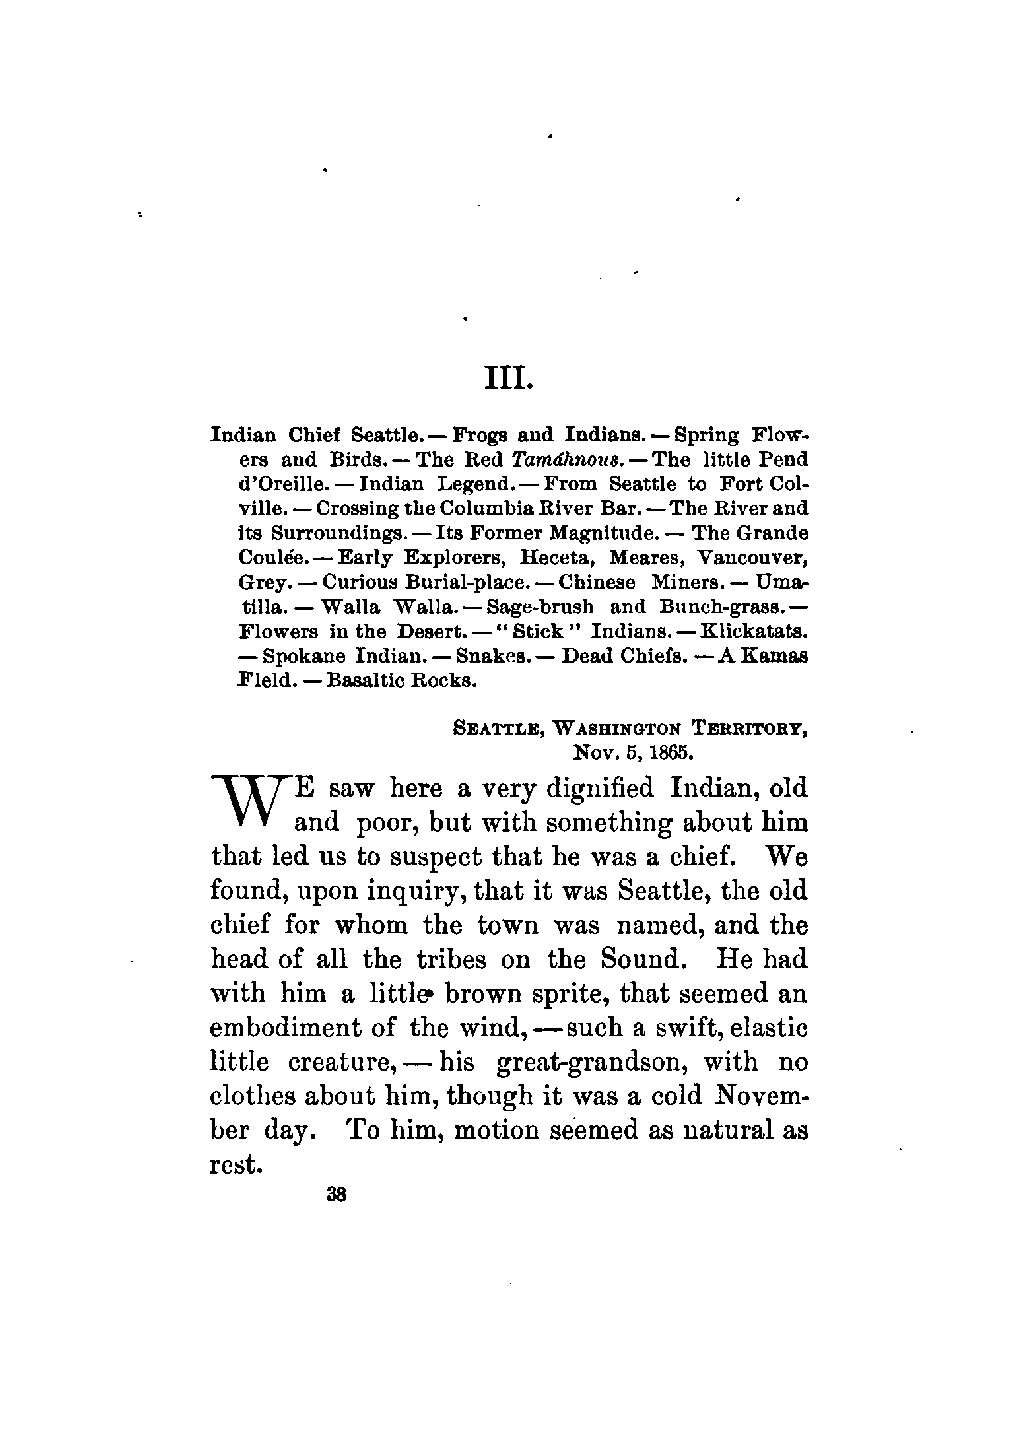 III.
Indian Chief Seattle. — Frogs and Indians. — Spring Flow-
ers and Birds. — The Red Tamáhnous. — The little Pend
d'Oreille. — Indian Legend. — From Seattle to Fort Col-
ville. — Crossing the Columbia River Bar. — The River and
its Surroundings. — Its Former Magnitude. — The Grande
Coulée. — Early Explorers, Heceta, Meares, Vancouver,
Grey. — Curious Burial-place. — Chinese Miners. — Uma-
tilla. — Walla Walla. — Sage-brush and Bunch-grass. —
Flowers in the Desert. — "Stick" Indians. — Klickatats.
— Spokane Indian. — Snakes. — Dead Chiefs. — A Kamas
Field. — Basaltic Rocks.
SEATTLE, WASHINGTON TERRITORY,
Nov. 5, 1865.
WE saw here a very dignified Indian, old
and poor, but with something about him
that led us to suspect that he was a chief. We
found, upon inquiry, that it was Seattle, the old
chief for whom the town was named, and the
head of all the tribes on the Sound. He had
with him a little brown sprite, that seemed an
embodiment of the wind, — such a swift, elastic
little creature, — his great-grandson, with no
clothes about him, though it was a cold Novem-
ber day. To him, motion seemed as natural as
rest.
38